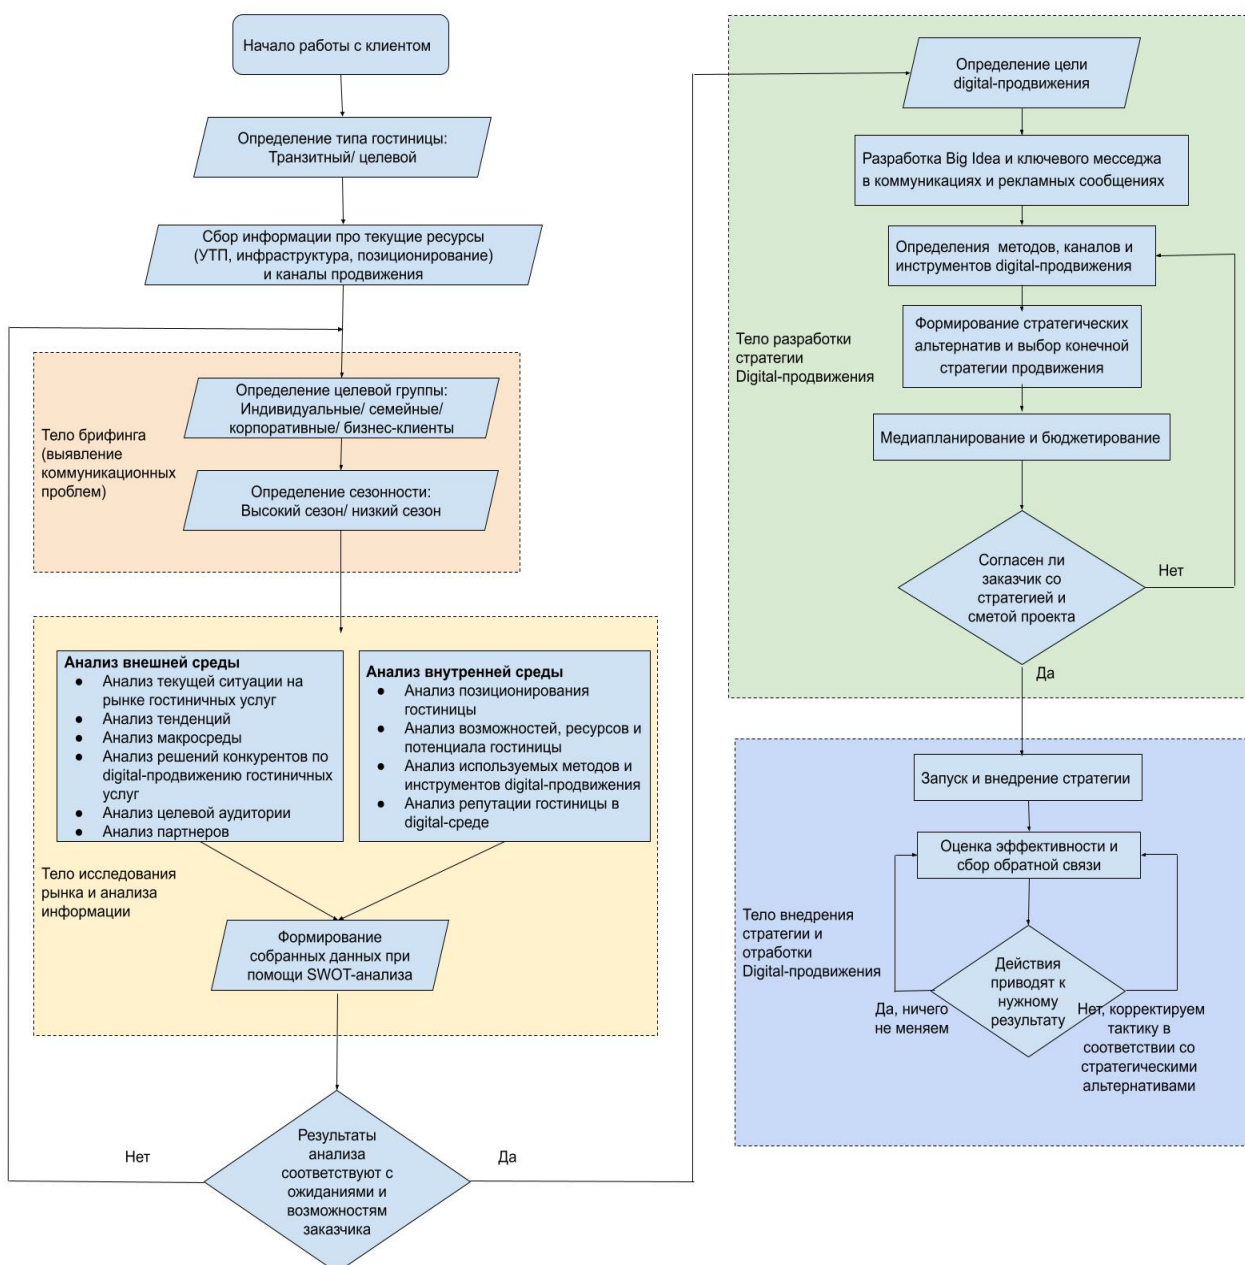 Начало работы с клиентом
Определение типа гостиницы:
Транзитный/ целевой
Сбор информации про текущие ресурсы
(УТП, инфраструктура, позиционирование)
и каналы продвижения
Тело брифинга
(выявление
коммуникационных
проблем)
Определение целевой группы:
Индивидуальные/ семейные/
корпоративные/ бизнес-клиенты
Определение сезонности:
Высокий сезон/ низкий сезон
Анализ внешней среды
● Анализ текущей ситуации на
рынке гостиничных услуг
● Анализ тенденций
● Анализ макросреды
● Анализ решений конкурентов по
digital-продвижению гостиничных
услуг
● Анализ целевой аудитории
● Анализ партнеров
Анализ внутренней среды
● Анализ позиционирования
гостиницы
● Анализ возможностей, ресурсов и
потенциала гостиницы
● Анализ используемых методов и
инструментов digital-продвижения
● Анализ репутации гостиницы в
digital-среде
Тело исследования
рынка и анализа
информации
Формирование
собранных данных при
помощи SWOT-анализа
Результаты
анализа
соответствуют с
ожиданиями и
возможностям
заказчика
Нет
Да
Определение цели
digital-продвижения
Разработка Big Idea и ключевого месседжа
в коммуникациях и рекламных сообщениях
Определения методов, каналов и
инструментов digital-продвижения
Формирование стратегических
альтернатив и выбор конечной
стратегии продвижения
Тело разработки
стратегии
Digital-продвижения
Медиапланирование и бюджетирование
Согласен ли
заказчик со
стратегией и
сметой проекта
Нет
Да
Запуск и внедрение стратегии
Оценка эффективности и
сбор обратной связи
Тело внедрения
стратегии и
отработки
Digital-продвижения
Действия
приводят к
нужному
результату
Да, ничего
не меняем
Нет, корректируем
тактику в
соответствии со
стратегическими
альтернативами